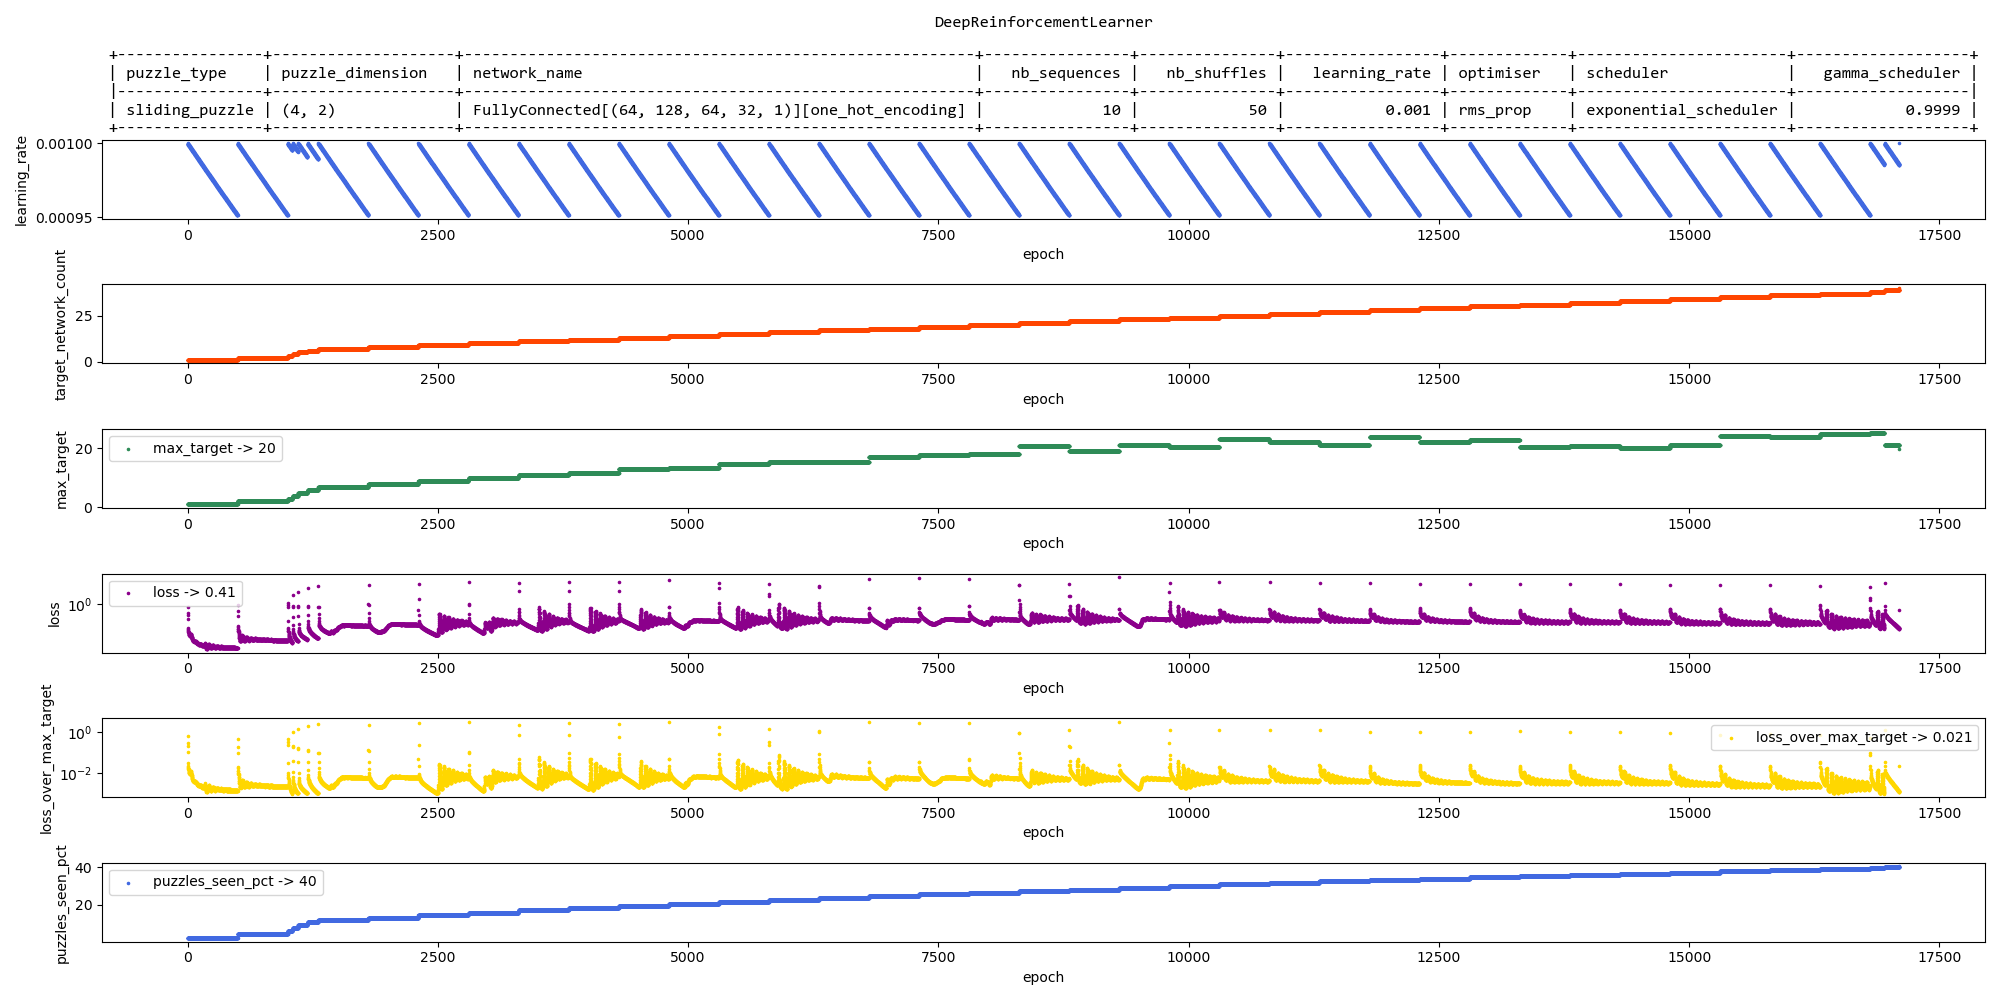 DeepReinforcementLearner
+----------------+--------------------+--------------------------------------------------------+----------------+---------------+-----------------+-------------+-----------------------+-------------------+
| puzzle_type | puzzle_dimension | network_name | nb_sequences | nb_shuffles | learning_rate | optimiser | scheduler | gamma_scheduler |
|----------------+--------------------+--------------------------------------------------------+----------------+---------------+-----------------+-------------+-----------------------+-------------------|
| sliding_puzzle | (4, 2) | FullyConnected[(64, 128, 64, 32, 1)][one_hot_encoding] | 10 | 50 | 0.001 | rms_prop | exponential_scheduler | 0.9999 |
+----------------+--------------------+--------------------------------------------------------+----------------+---------------+-----------------+-------------+-----------------------+-------------------+
learning_rate
0.00100
0.00095
0 2500 5000 7500 10000 12500 15000 17500
epoch
target_network_count
25
0
0 2500 5000 7500 10000 12500 15000 17500
epoch
max_target
20
0
max_target -> 20
0 2500 5000 7500 10000 12500 15000 17500
epoch
loss
10⁰
loss -> 0.41
0 2500 5000 7500 10000 12500 15000 17500
epoch
loss_over_max_target
10⁰
10⁻²
loss_over_max_target -> 0.021
0 2500 5000 7500 10000 12500 15000 17500
epoch
puzzles_seen_pct
40
20
puzzles_seen_pct -> 40
0 2500 5000 7500 10000 12500 15000 17500
epoch